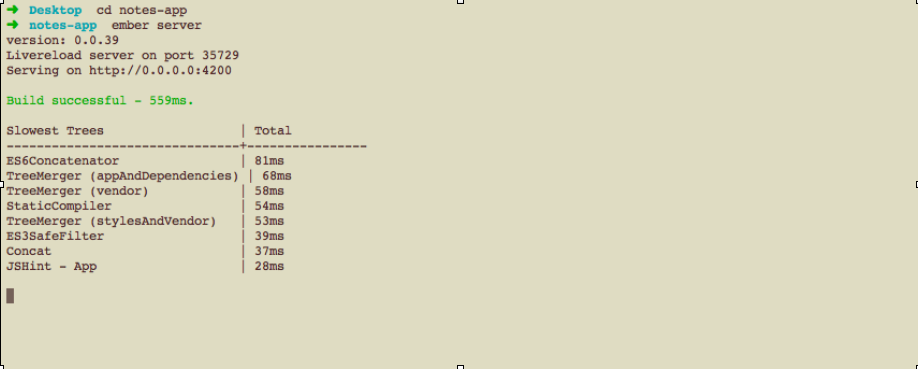 ➜ Desktop cd notes-app
➜ notes-app ember server
version: 0.0.39
Livereload server on port 35729
Serving on http://0.0.0.0:4200
Build successful - 559ms.
Slowest Trees | Total
-------------------------------+----------------
ES6Concatenator | 81ms
TreeMerger (appAndDependencies) | 68ms
TreeMerger (vendor) | 58ms
StaticCompiler | 54ms
TreeMerger (stylesAndVendor) | 53ms
ES3SafeFilter | 39ms
Concat | 37ms
JSHint - App | 28ms